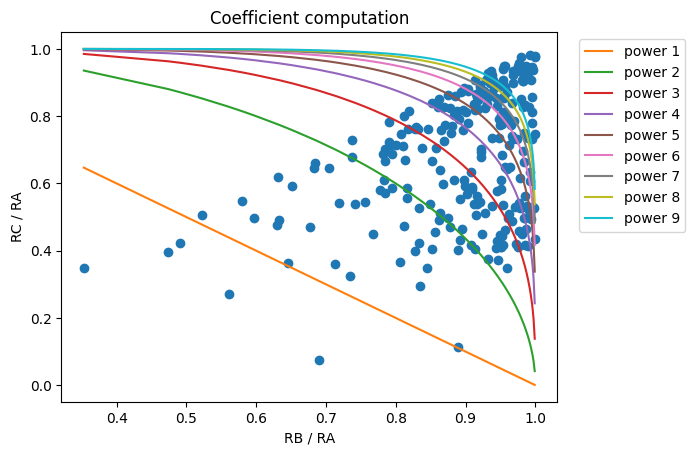 Coefficient computation
1.0
0.8
0.6
0.4
0.2
0.0
RC / RA
0.4
0.5
0.6
0.7
0.8
0.9
1.0
RB / RA
power 1
power 2
power 3
power 4
power 5
power 6
power 7
power 8
power 9